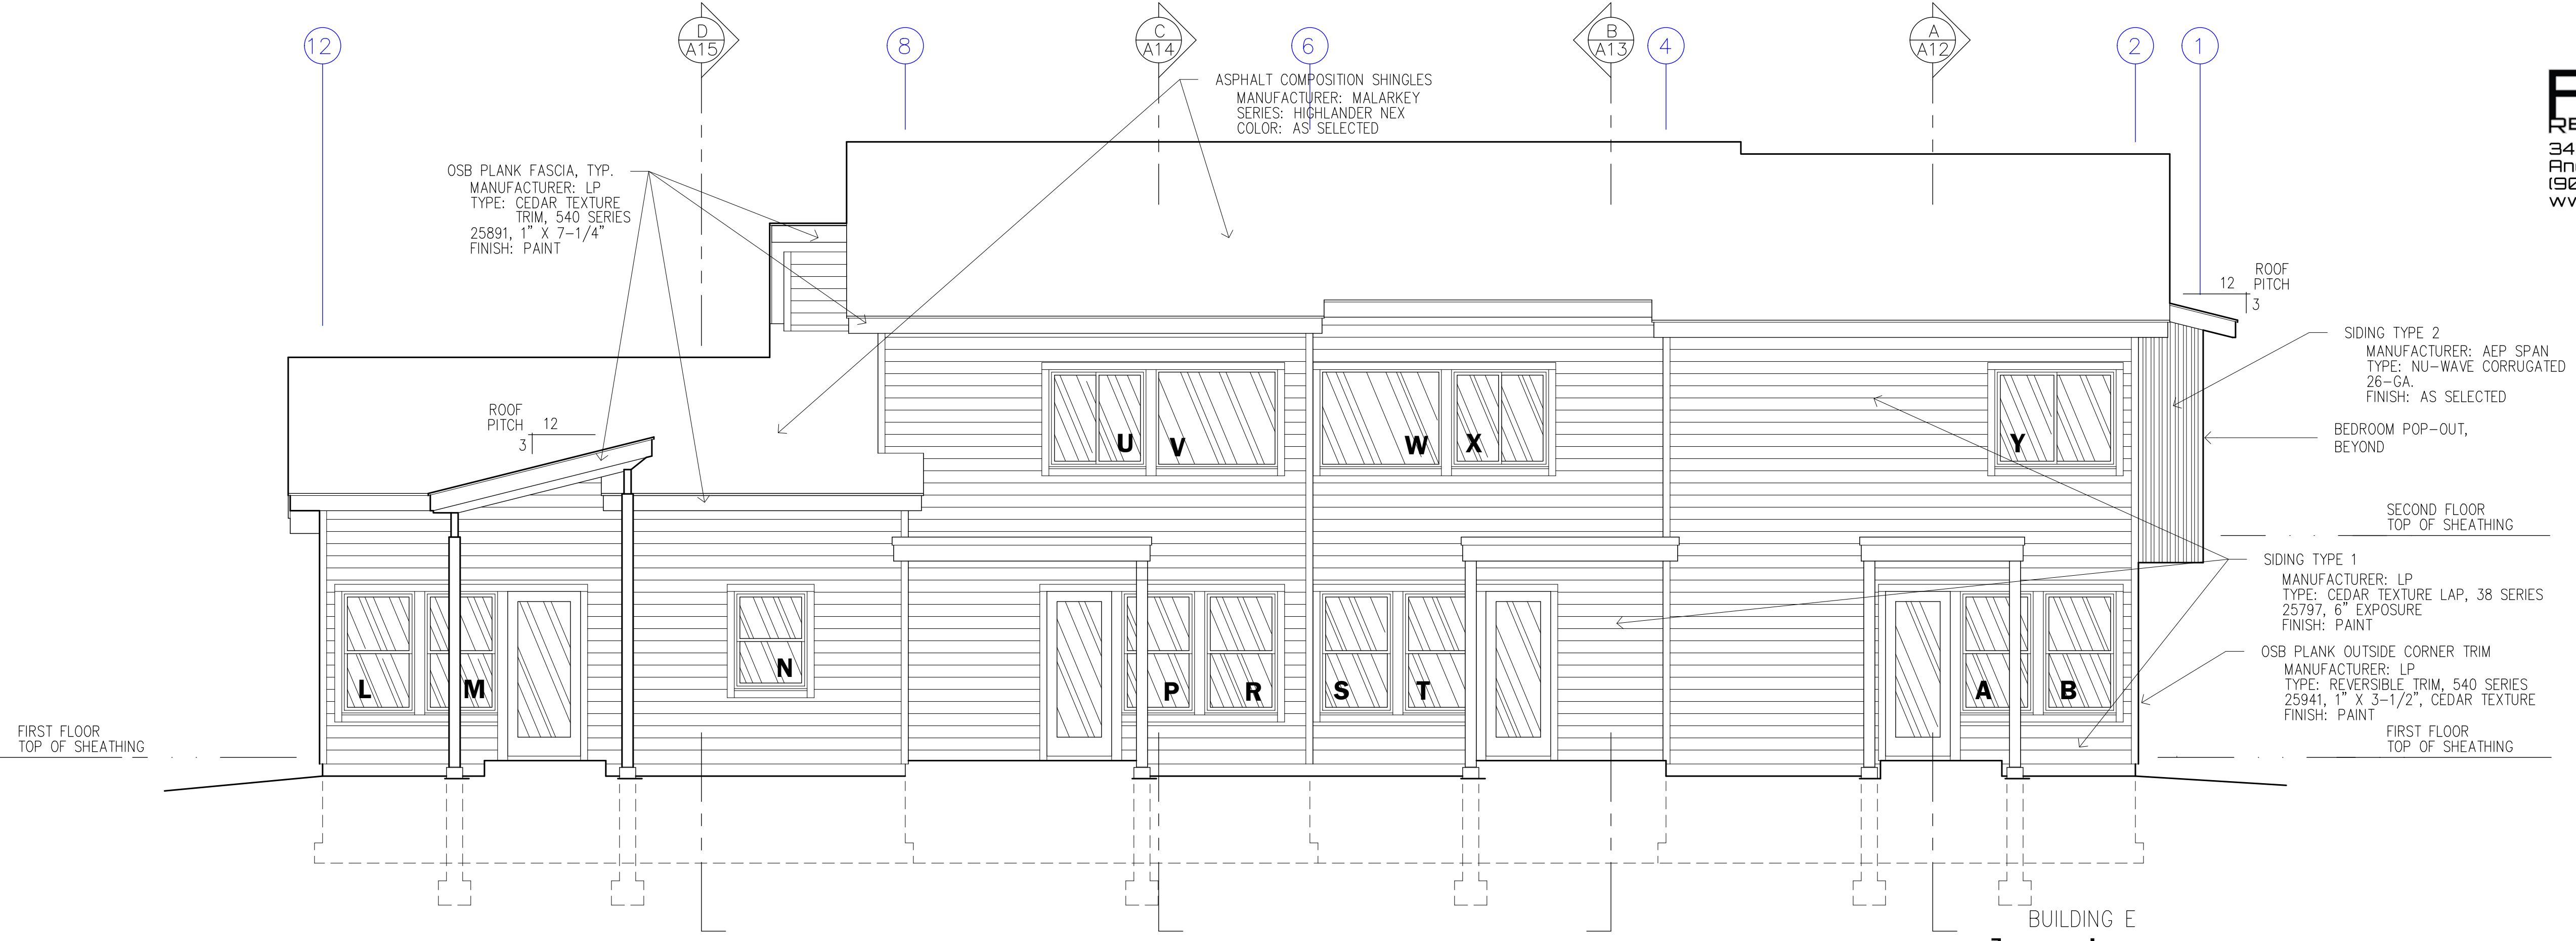 12
D
A15
8
C
A14
6
B
A13
4
A
A12
2
1
ASPHALT COMPOSITION SHINGLES
MANUFACTURER: MALARKEY
SERIES: HIGHLANDER NEX
COLOR: AS SELECTED
OSB PLANK FASCIA, TYP.
MANUFACTURER: LP
TYPE: CEDAR TEXTURE
TRIM, 540 SERIES
25891, 1" X 7-1/4"
FINISH: PAINT
34
(90
ROOF
12 PITCH
3
SIDING TYPE 2
MANUFACTURER: AEP SPAN
TYPE: NU-WAVE CORRUGATED
26-GA.
FINISH: AS SELECTED
BEDROOM POP-OUT,
BEYOND
ROOF
PITCH 12
3
U V W X Y
SECOND FLOOR
TOP OF SHEATHING
SIDING TYPE 1
MANUFACTURER: LP
TYPE: CEDAR TEXTURE LAP, 38 SERIES
25797, 6" EXPOSURE
FINISH: PAINT
OSB PLANK OUTSIDE CORNER TRIM
MANUFACTURER: LP
TYPE: REVERSIBLE TRIM, 540 SERIES
25941, 1" X 3-1/2", CEDAR TEXTURE
FINISH: PAINT
L M N P R S T A B
FIRST FLOOR
TOP OF SHEATHING
FIRST FLOOR
TOP OF SHEATHING
BUILDING E